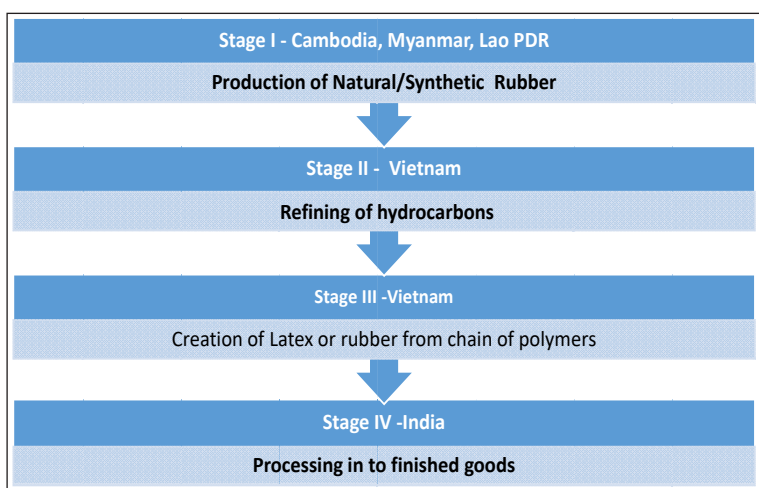 Stage I - Cambodia, Myanmar, Lao PDR
Production of Natural/Synthetic Rubber
Stage II - Vietnam
Refining of hydrocarbons
Stage III -Vietnam
Creation of Latex or rubber from chain of polymers
Stage IV -India
Processing in to finished goods